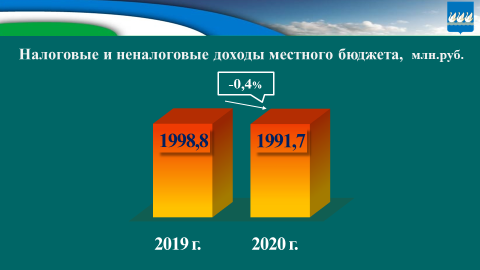 Налоговые и неналоговые доходы местного бюджета, млн.руб.
-0,4%
1998,8 1991,7
2019 г. 2020 г.